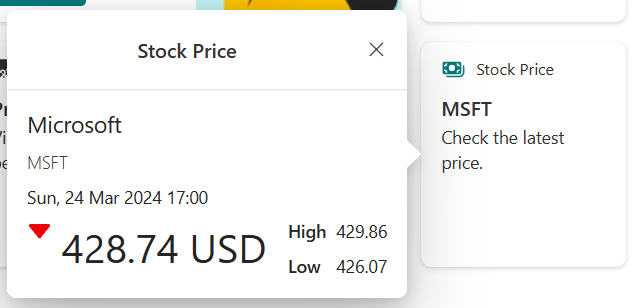 Stock Price
Microsoft
MSFT
Sun, 24 Mar 2024 17:00
428.74 USD
High 429.86
Low 426.07
Stock Price
MSFT
Check the latest
price.